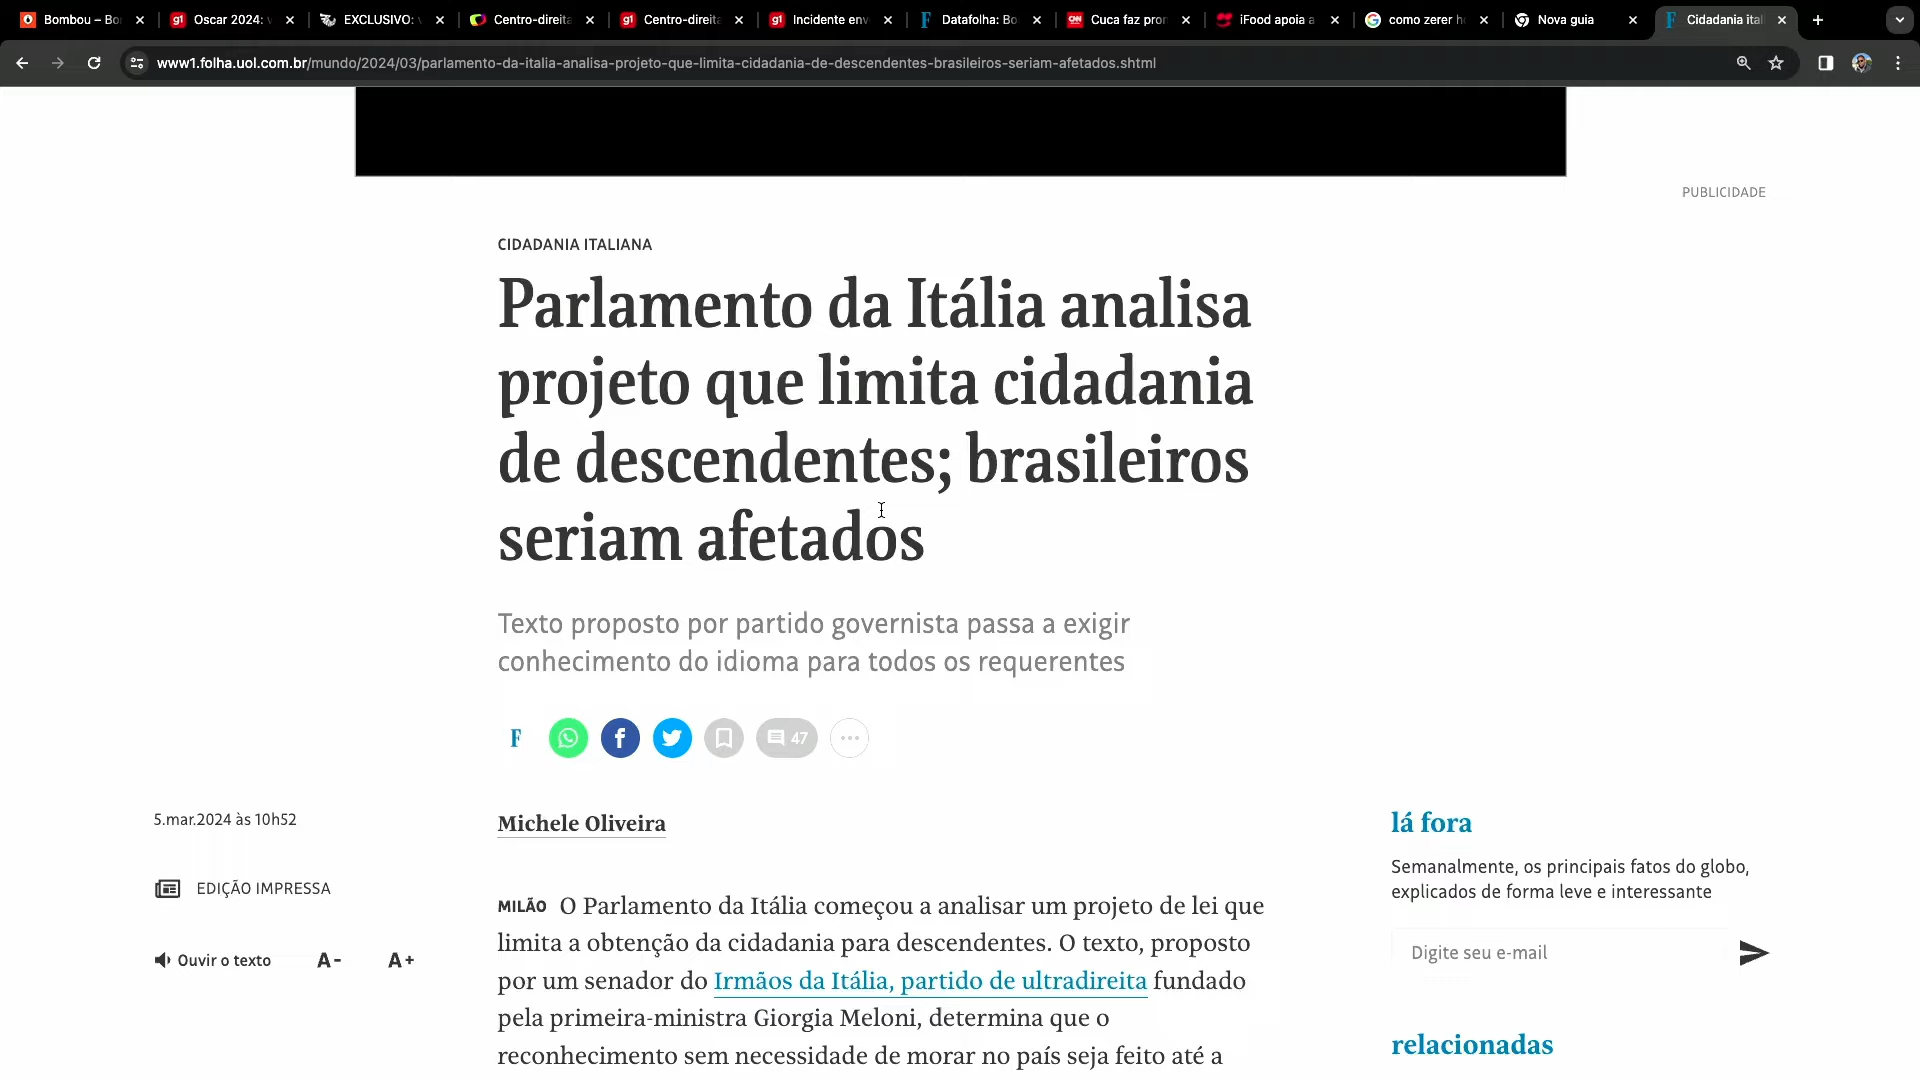 Bombou – Bo
Oscar 2024:
EXCLUSIVO:
Centro-direita
Centro-direita
Incidente env
Datafolha: Bo
Cuca faz pron
iFood apoia a
como zerer h
Nova guia
Cidadania ital
www1.folha.uol.com.br/mundo/2024/03/parlamento-da-italia-analisa-projeto-que-limita-cidadania-de-descendentes-brasileiros-seriam-afetados.shtml
PUBLICIDADE
CIDADANIA ITALIANA
Parlamento da Itália analisa
projeto que limita cidadania
de descendentes; brasileiros
seriam afetados
Texto proposto por partido governista passa a exigir
conhecimento do idioma para todos os requerentes
F
47
5.mar.2024 às 10h52
EDIÇÃO IMPRESSA
Ouvir o texto A- A+
Michele Oliveira
MILÃO O Parlamento da Itália começou a analisar um projeto de lei que
limita a obtenção da cidadania para descendentes. O texto, proposto
por um senador do Irmãos da Itália, partido de ultradireita fundado
pela primeira-ministra Giorgia Meloni, determina que o
reconhecimento sem necessidade de morar no país seja feito até a
lá fora
Semanalmente, os principais fatos do globo,
explicados de forma leve e interessante
Digite seu e-mail
relacionadas